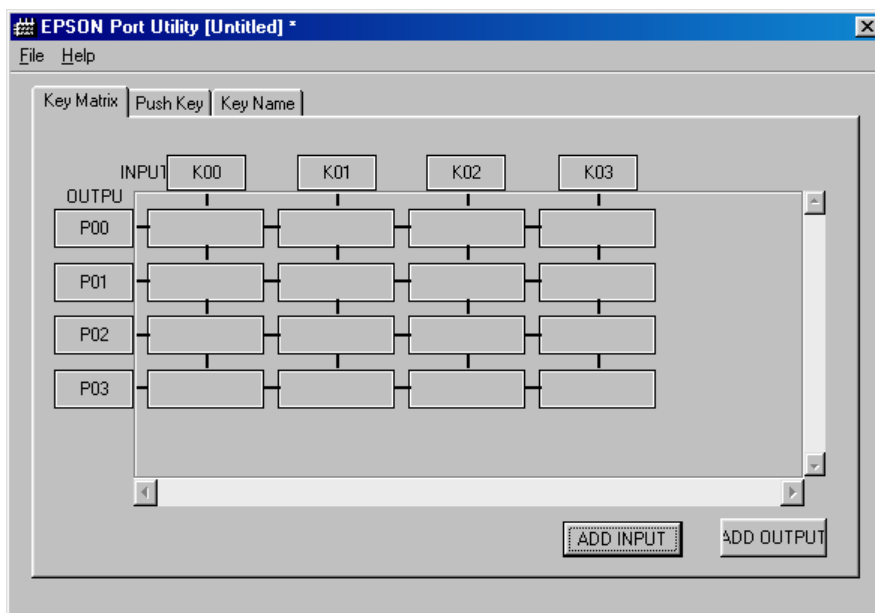 EPSON Port Utility [Untitled] *
File Help
Key Matrix Push Key Key Name
INPUT K00 K01 K02 K03
OUTPU
P00
P01
P02
P03
ADD INPUT ADD OUTPUT